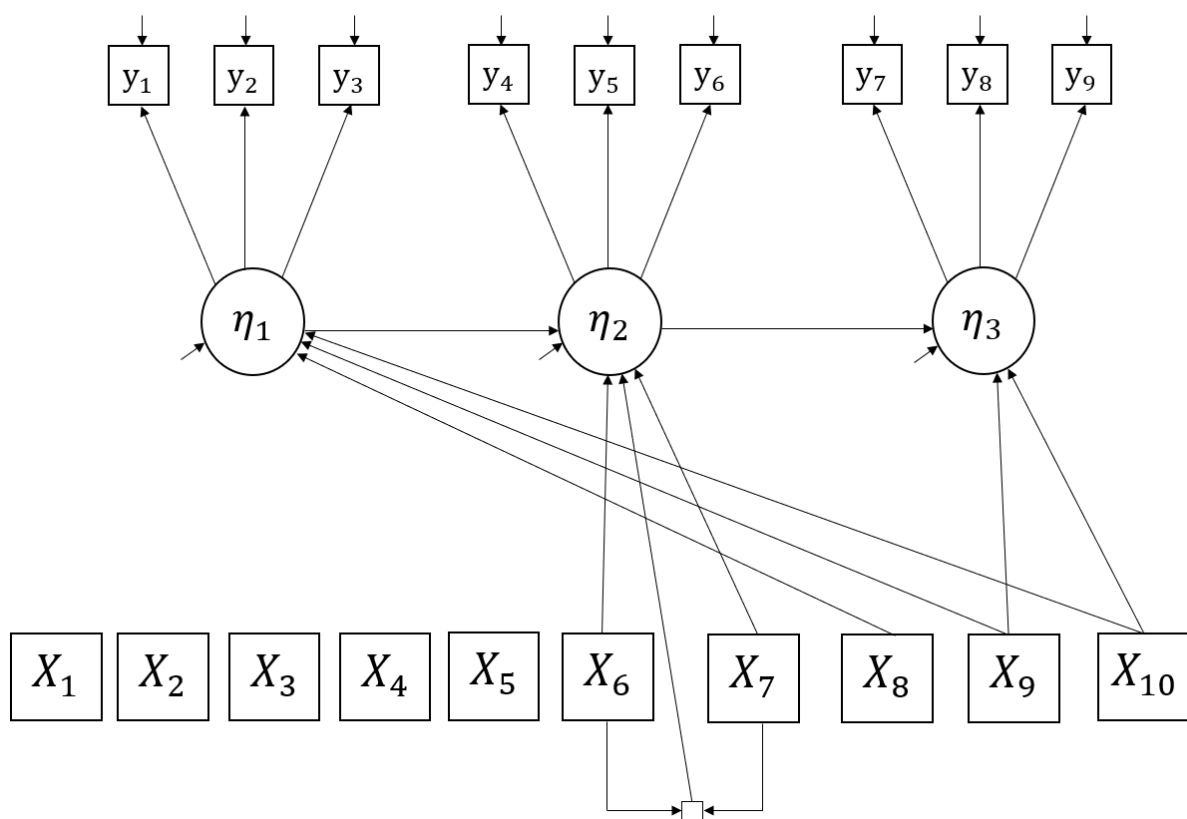 y₁ y₂ y₃ y₄ y₅ y₆ y₇ y₈ y₉
η₁ η₂ η₃
X₁ X₂ X₃ X₄ X₅ X₆ X₇ X₈ X₉ X₁₀